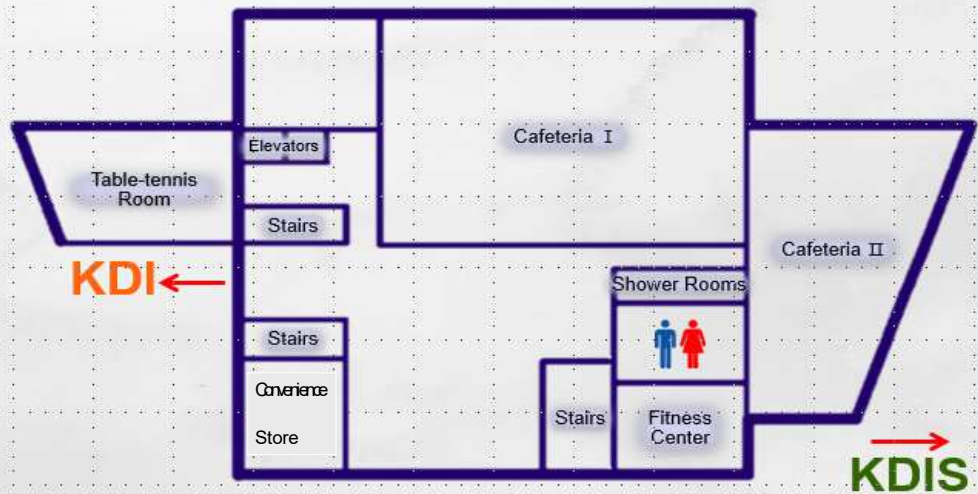 Elevators
Cafeteria Ⅰ
Table-tennis
Room
Stairs
Cafeteria Ⅱ
KDI
Shower Rooms
Stairs
Convenience
Store
Stairs
Fitness
Center
KDIS